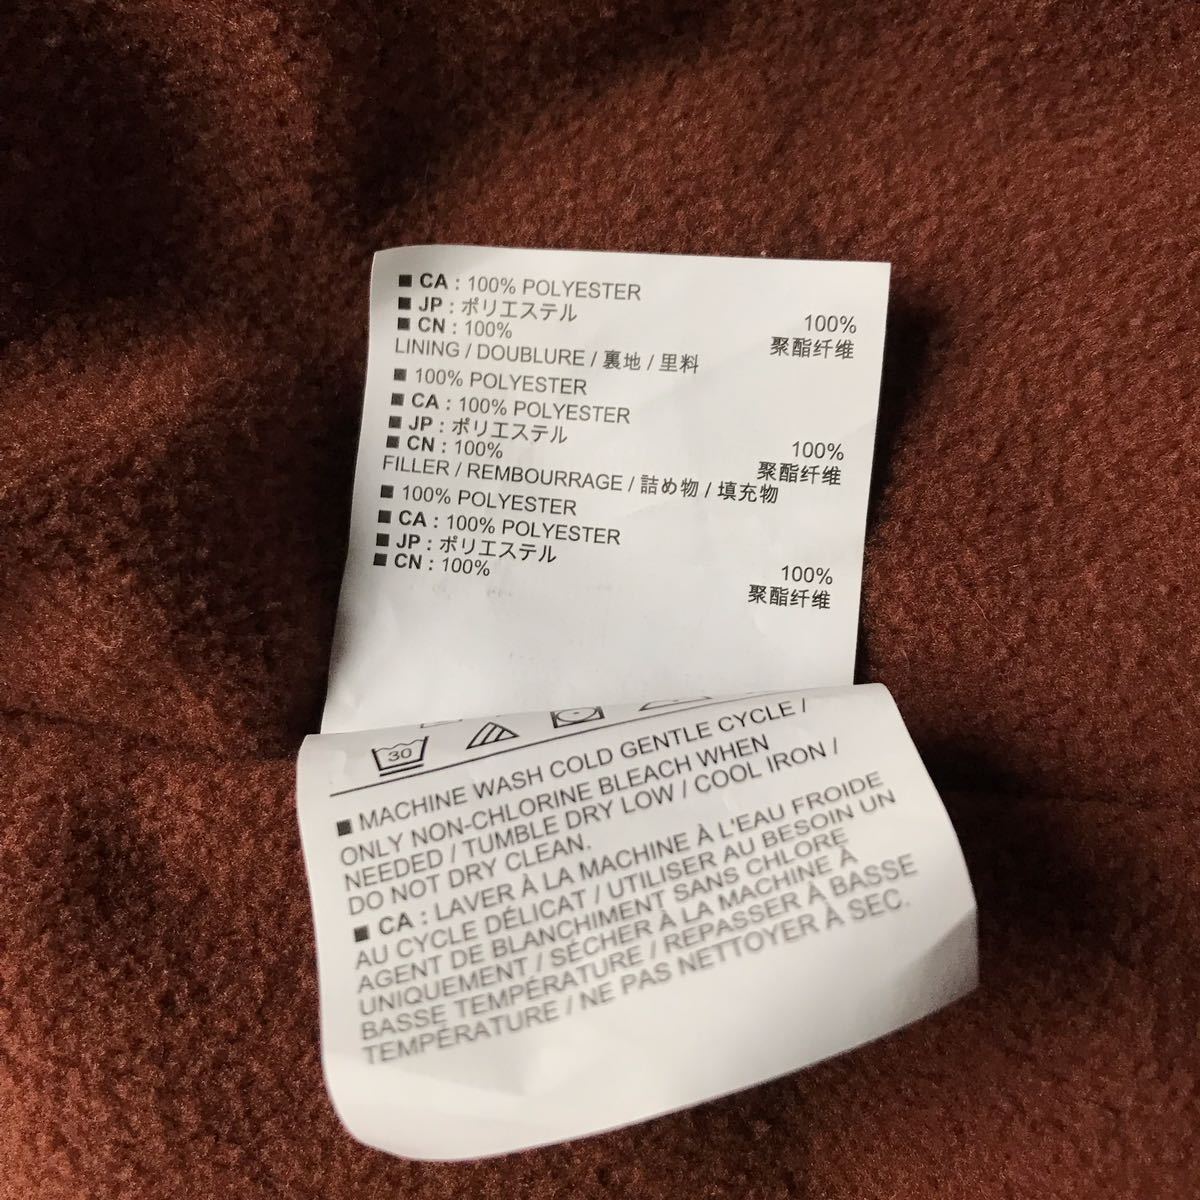 ■ CA : 100% POLYESTER
■ JP : ポリエステル 100%
■ CN : 100% 聚酯纤维
LINING / DOUBLURE / 裏地 / 里料
■ 100% POLYESTER
■ CA : 100% POLYESTER
■ JP : ポリエステル 100%
■ CN : 100% 聚酯纤维
FILLER / REMBOURRAGE / 詰め物 / 填充物
■ 100% POLYESTER
■ CA : 100% POLYESTER
■ JP : ポリエステル 100%
■ CN : 100% 聚酯纤维
30
■ MACHINE WASH COLD GENTLE CYCLE /
ONLY NON-CHLORINE BLEACH WHEN
NEEDED / TUMBLE DRY LOW / COOL IRON /
DO NOT DRY CLEAN.
■ CA : LAVER À LA MACHINE À L'EAU FROIDE
AU CYCLE DÉLICAT / UTILISER AU BESOIN UN
AGENT DE BLANCHIMENT SANS CHLORE
UNIQUEMENT / SÉCHER À LA MACHINE À
BASSE TEMPÉRATURE / REPASSER À BASSE
TEMPÉRATURE / NE PAS NETTOYER À SEC.